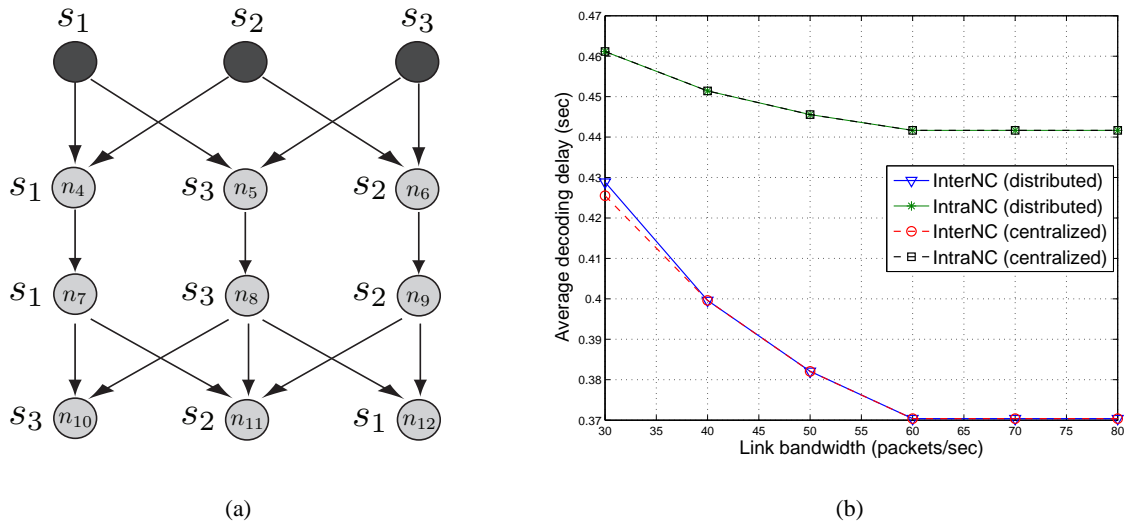 s1 s2 s3
s1 n4 s3 n5 s2 n6
s1 n7 s3 n8 s2 n9
s3 n10 s2 n11 s1 n12
(a)
Average decoding delay (sec)
0.47
0.46
0.45
0.44
0.43
0.42
0.41
0.4
0.39
0.38
0.37
InterNC (distributed)
IntraNC (distributed)
InterNC (centralized)
IntraNC (centralized)
30 35 40 45 50 55 60 65 70 75 80
Link bandwidth (packets/sec)
(b)